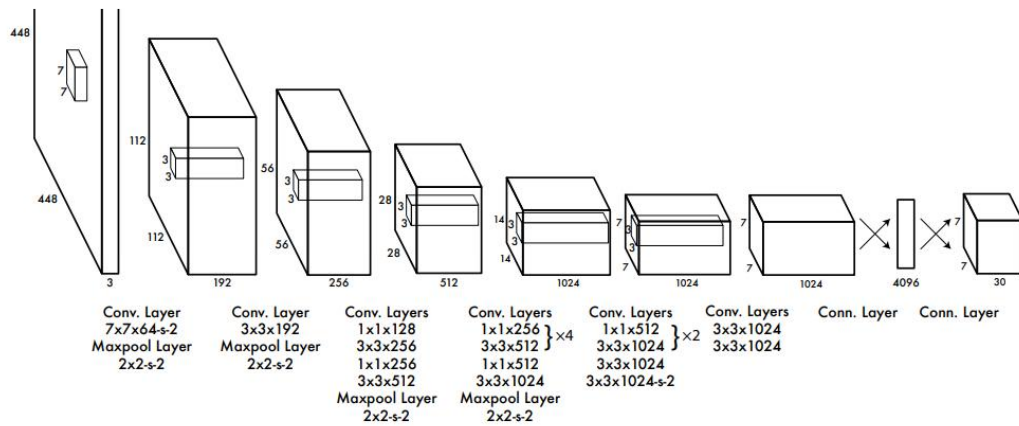 448
7
7
448
3
112
3
3
112
192
56
3
3
56
256
28
3
3
28
512
14
3
3
14
1024
7
3
3
7
1024
7
7
1024
4096
7
7
30
Conv. Layer
7x7x64-s-2
Maxpool Layer
2x2-s-2
Conv. Layer
3x3x192
Maxpool Layer
2x2-s-2
Conv. Layers
1x1x128
3x3x256
1x1x256
3x3x512
Maxpool Layer
2x2-s-2
Conv. Layers
1x1x256
3x3x512 } ×4
1x1x512
3x3x1024
Maxpool Layer
2x2-s-2
Conv. Layers
1x1x512
3x3x1024 } ×2
3x3x1024
3x3x1024-s-2
Conv. Layers
3x3x1024
3x3x1024
Conn. Layer
Conn. Layer